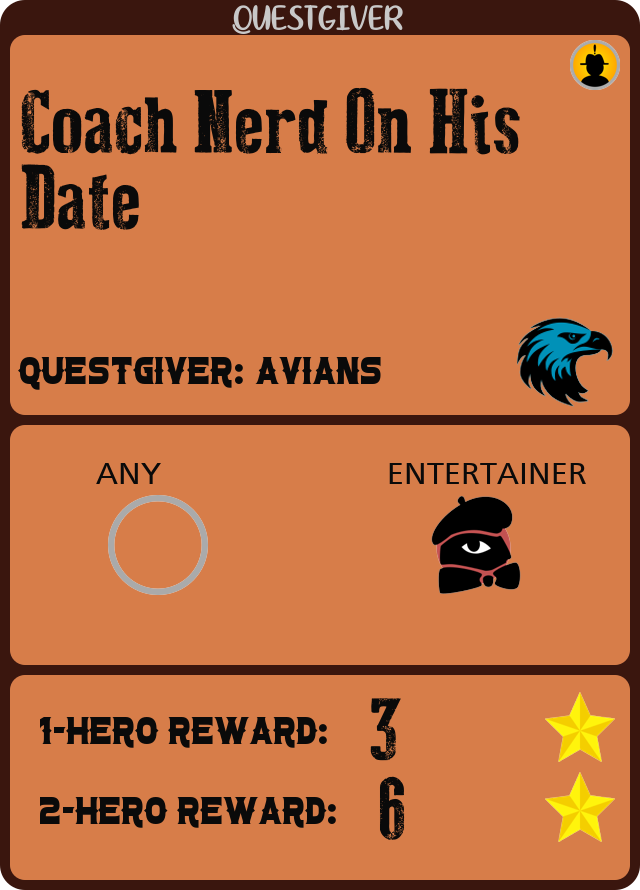 QUESTGIVER
Coach Nerd On His
Date
QUESTGIVER: AVIANS
ANY
ENTERTAINER
1-HERO REWARD: 3
2-HERO REWARD: 6